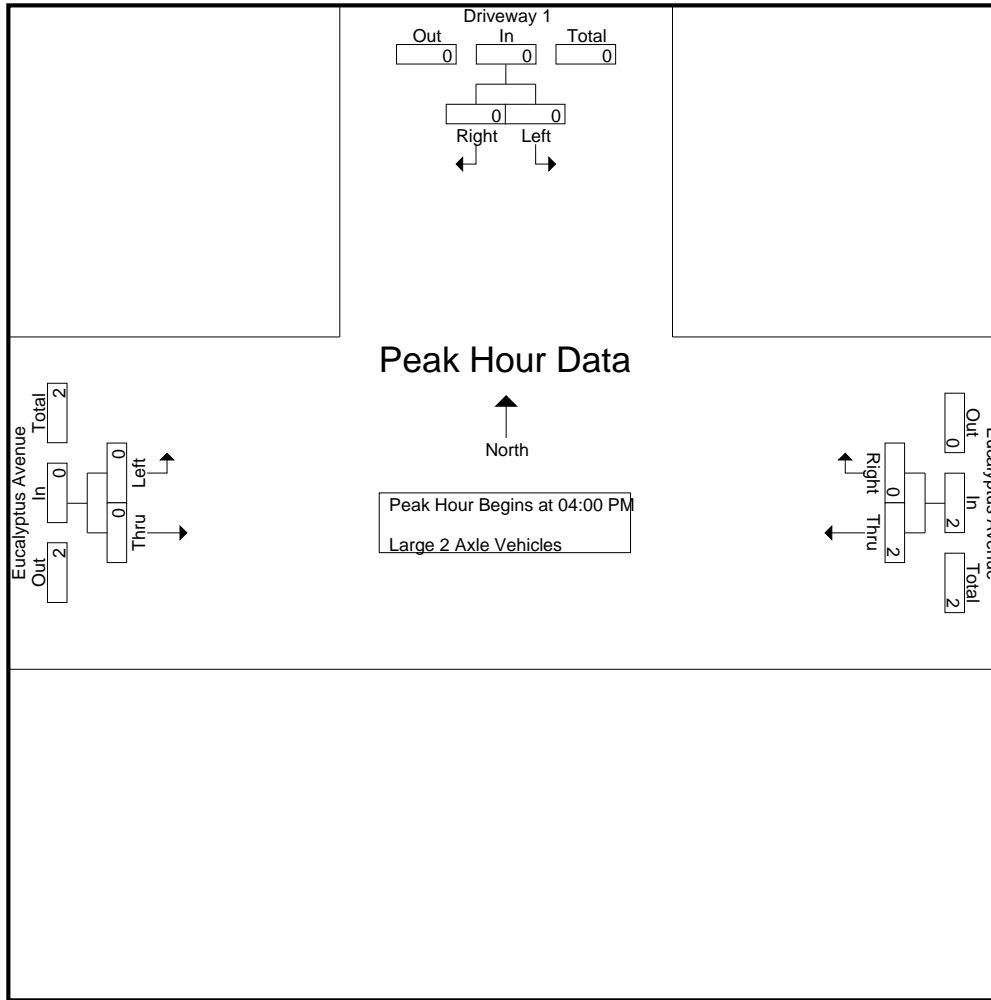 Driveway 1
Out In Total
0 0 0
0 0
Right Left
Peak Hour Data
North
Peak Hour Begins at 04:00 PM
Large 2 Axle Vehicles
Eucalyptus Avenue
Out In Total
2 0 2
0 0
Thru Left
Eucalyptus Avenue
Out In Total
0 2 2
0 2
Right Thru